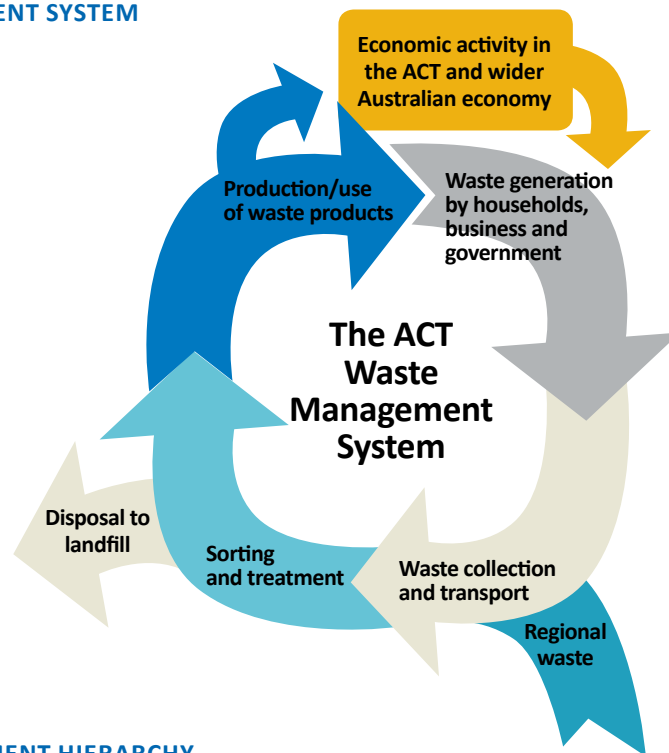 ENT SYSTEM
Economic activity in
the ACT and wider
Australian economy
Production/use
of waste products
Waste generation
by households,
business and
government
The ACT
Waste
Management
System
Disposal to
landfill
Sorting
and treatment
Waste collection
and transport
Regional
waste
MENT HIERARCHY